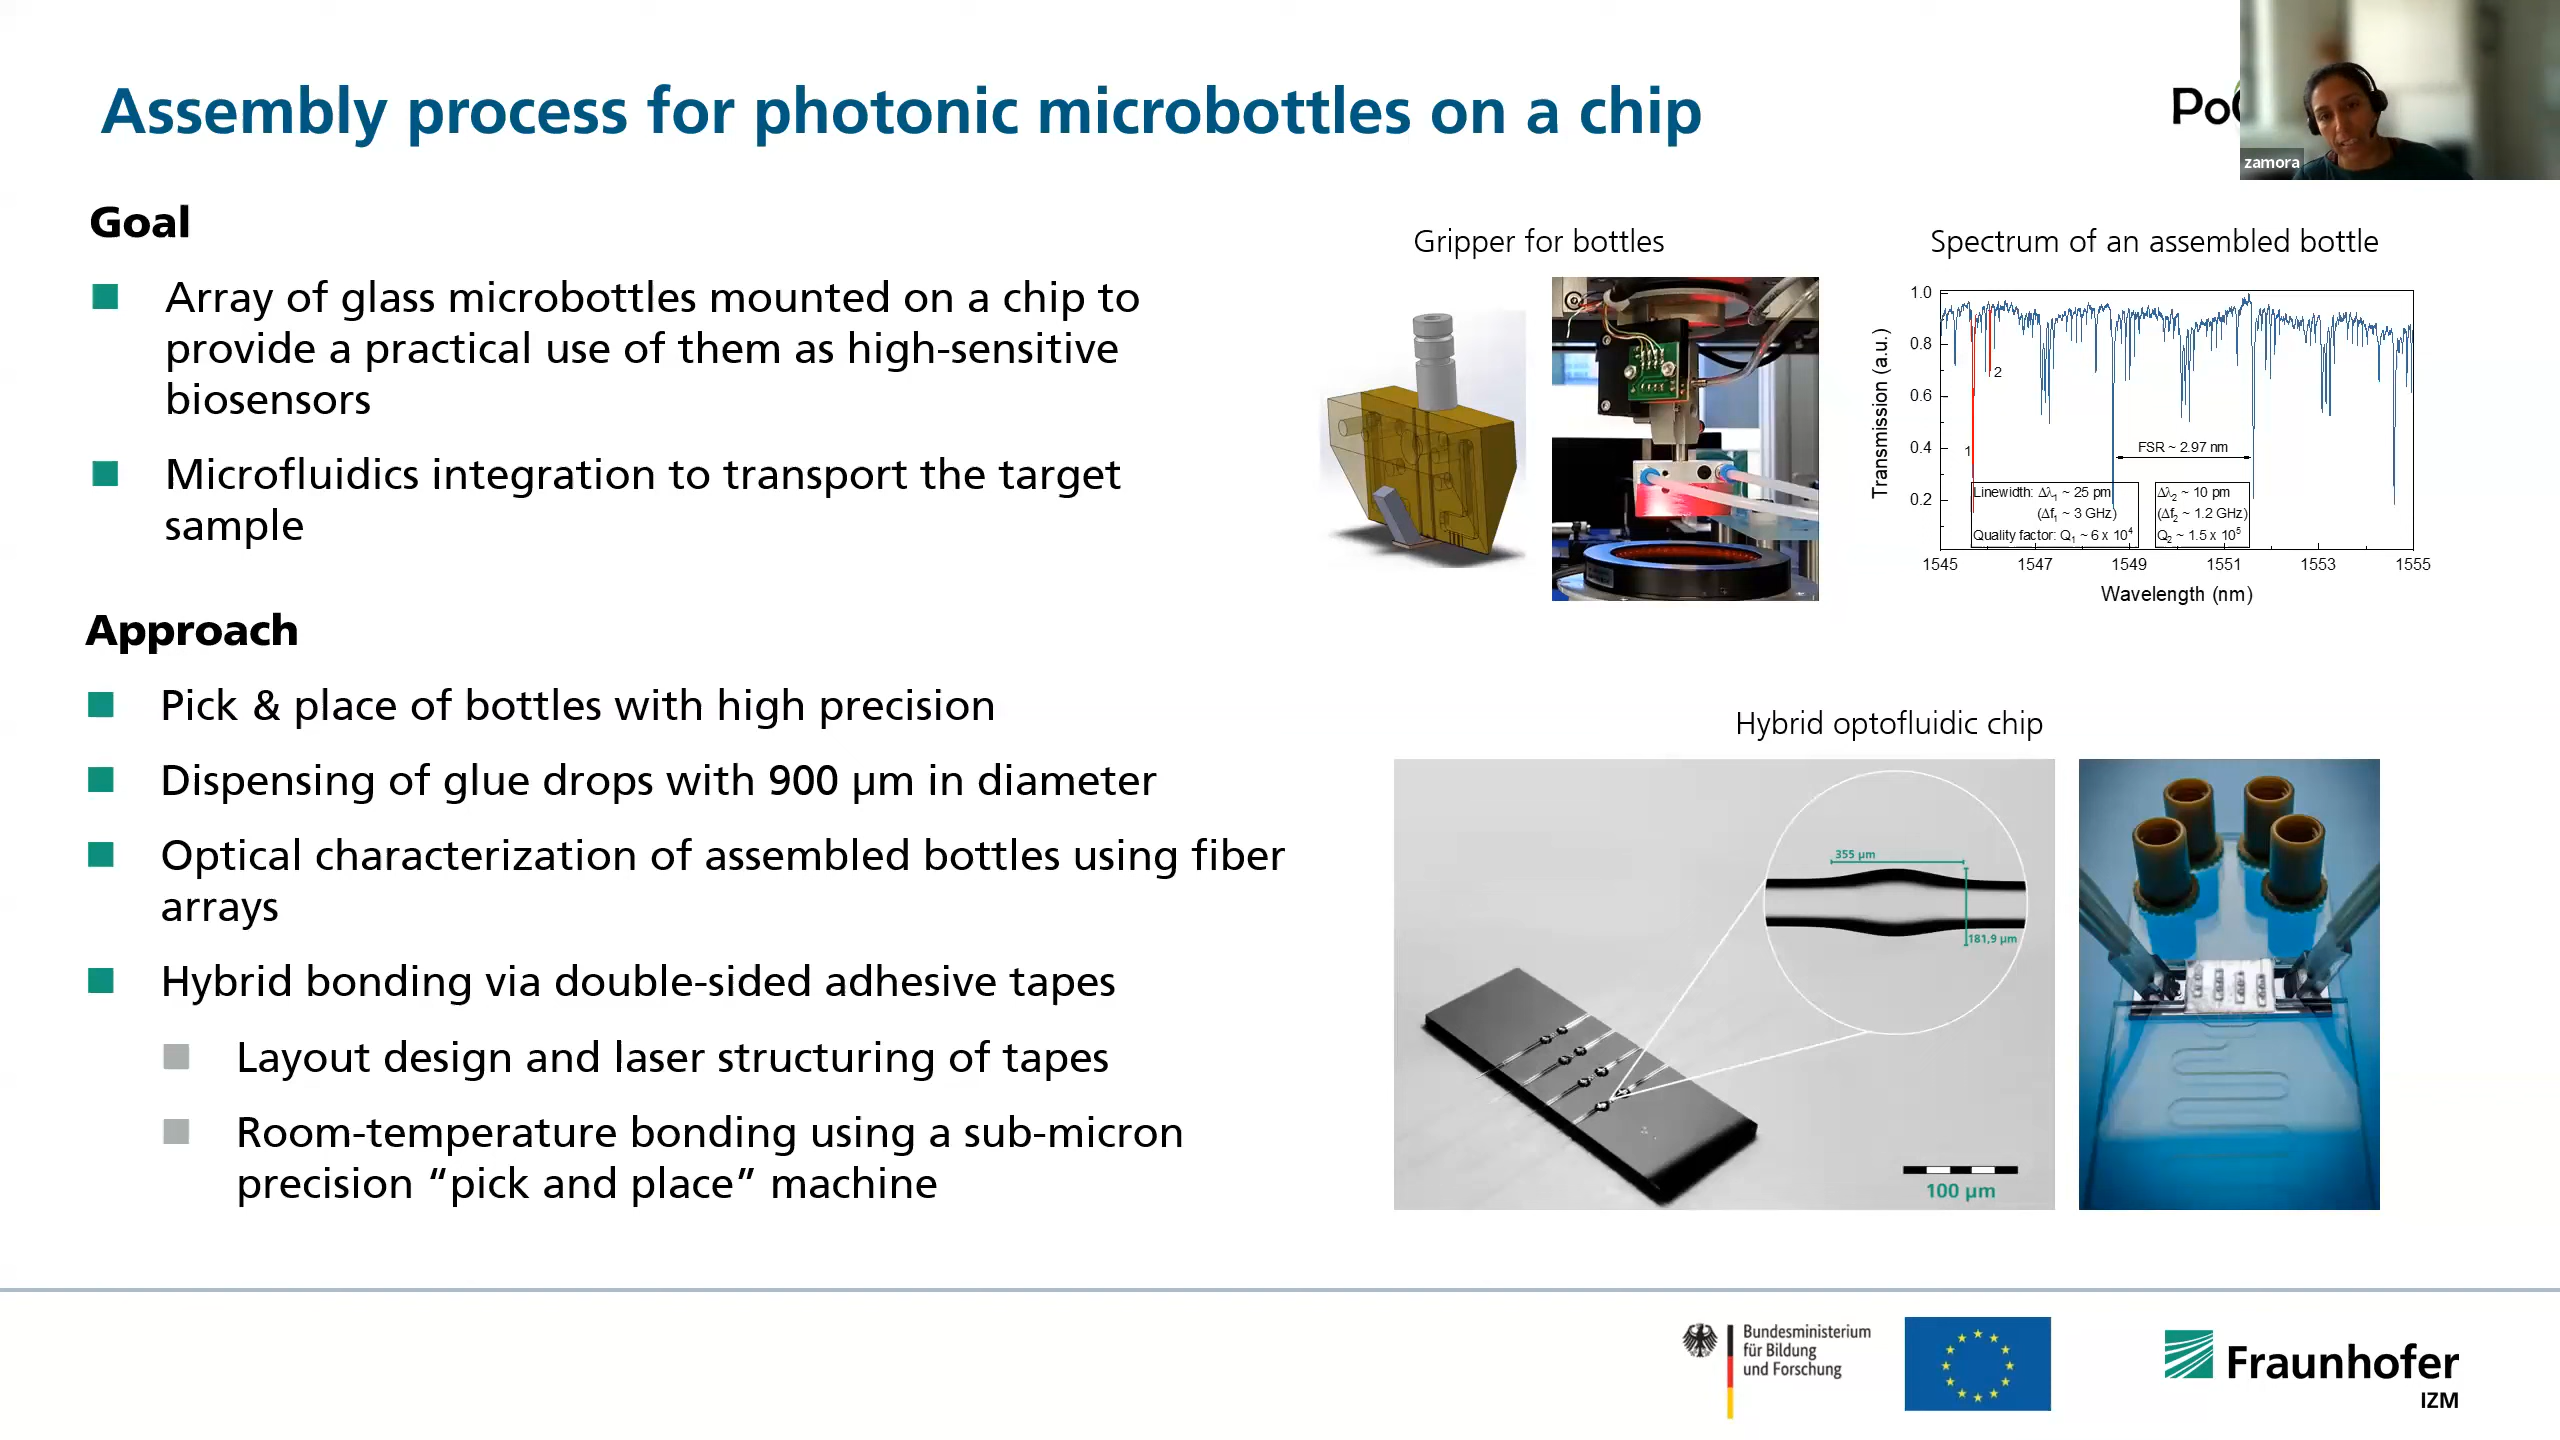 Assembly process for photonic microbottles on a chip
Po
zamora
Goal
Array of glass microbottles mounted on a chip to
provide a practical use of them as high-sensitive
biosensors
Microfluidics integration to transport the target
sample
Approach
Pick & place of bottles with high precision
Dispensing of glue drops with 900 µm in diameter
Optical characterization of assembled bottles using fiber
arrays
Hybrid bonding via double-sided adhesive tapes
Layout design and laser structuring of tapes
Room-temperature bonding using a sub-micron
precision “pick and place” machine
Gripper for bottles
Spectrum of an assembled bottle
Transmission (a.u.)
1.0
0.8
0.6
0.4
0.2
1
2
FSR ~ 2.97 nm
Linewidth: Δλ₁ ~ 25 pm
(Δf₁ ~ 3 GHz)
Quality factor: Q₁ ~ 6 x 10⁴
Δλ₂ ~ 10 pm
(Δf₂ ~ 1.2 GHz)
Q₂ ~ 1.5 x 10⁵
1545 1547 1549 1551 1553 1555
Wavelength (nm)
Hybrid optofluidic chip
355 µm
181,9 µm
100 µm
Bundesministerium
für Bildung
und Forschung
Fraunhofer
IZM